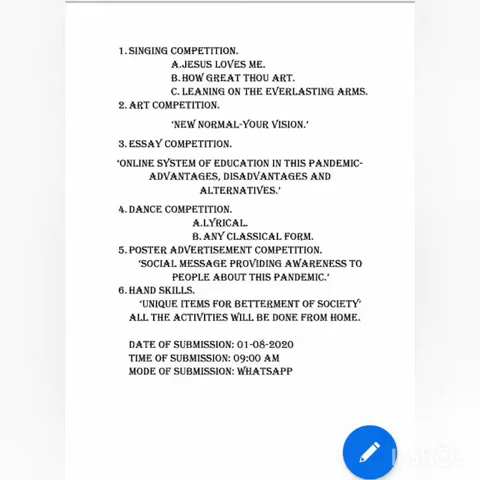 1. SINGING COMPETITION.
A.JESUS LOVES ME.
B.HOW GREAT THOU ART.
C. LEANING ON THE EVERLASTING ARMS.
2. ART COMPETITION.
'NEW NORMAL-YOUR VISION.'
3. ESSAY COMPETITION.
'ONLINE SYSTEM OF EDUCATION IN THIS PANDEMIC-
ADVANTAGES, DISADVANTAGES AND
ALTERNATIVES.'
4. DANCE COMPETITION.
A.LYRICAL.
B. ANY CLASSICAL FORM.
5. POSTER ADVERTISEMENT COMPETITION.
'SOCIAL MESSAGE PROVIDING AWARENESS TO
PEOPLE ABOUT THIS PANDEMIC.'
6. HAND SKILLS.
'UNIQUE ITEMS FOR BETTERMENT OF SOCIETY'
ALL THE ACTIVITIES WILL BE DONE FROM HOME.
DATE OF SUBMISSION: 01-08-2020
TIME OF SUBMISSION: 09:00 AM
MODE OF SUBMISSION: WHATSAPP